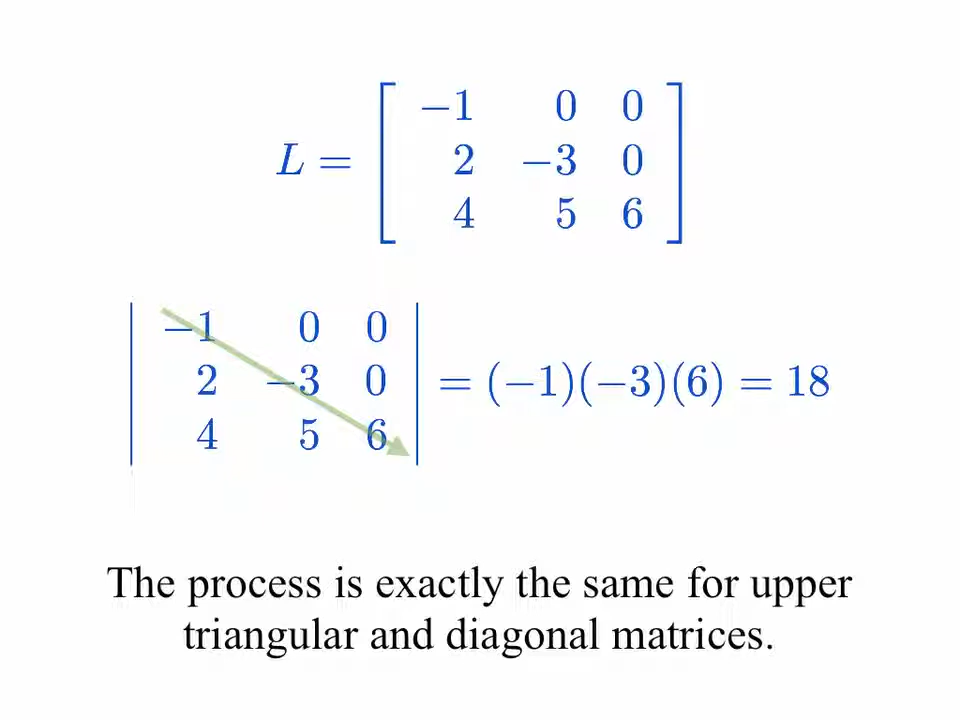 L = [ −1 0 0
2 −3 0
4 5 6 ]
| −1 0 0
2 −3 0
4 5 6 | = (−1)(−3)(6) = 18
The process is exactly the same for upper
triangular and diagonal matrices.